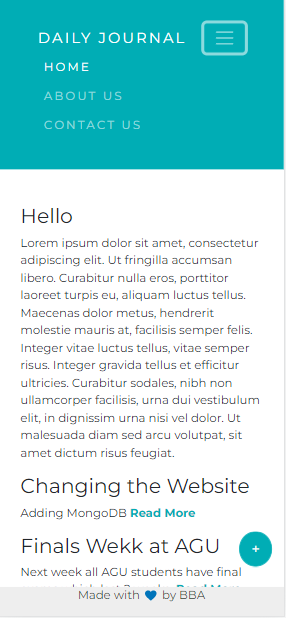 DAILY JOURNAL
HOME
ABOUT US
CONTACT US
Hello
Lorem ipsum dolor sit amet, consectetur
adipiscing elit. Ut fringilla accumsan
libero. Curabitur nulla eros, porttitor
laoreet turpis eu, aliquam luctus tellus.
Maecenas dolor metus, hendrerit
molestie mauris at, facilisis semper felis.
Integer vitae luctus tellus, vitae semper
risus. Integer gravida tellus et efficitur
ultricies. Curabitur sodales, nibh non
ullamcorper facilisis, urna dui vestibulum
elit, in dignissim urna nisi vel dolor. Ut
malesuada diam sed arcu volutpat, sit
amet dictum risus feugiat.
Changing the Website
Adding MongoDB Read More
Finals Wekk at AGU
+
Next week all AGU students have final
Made with 💙 by BBA